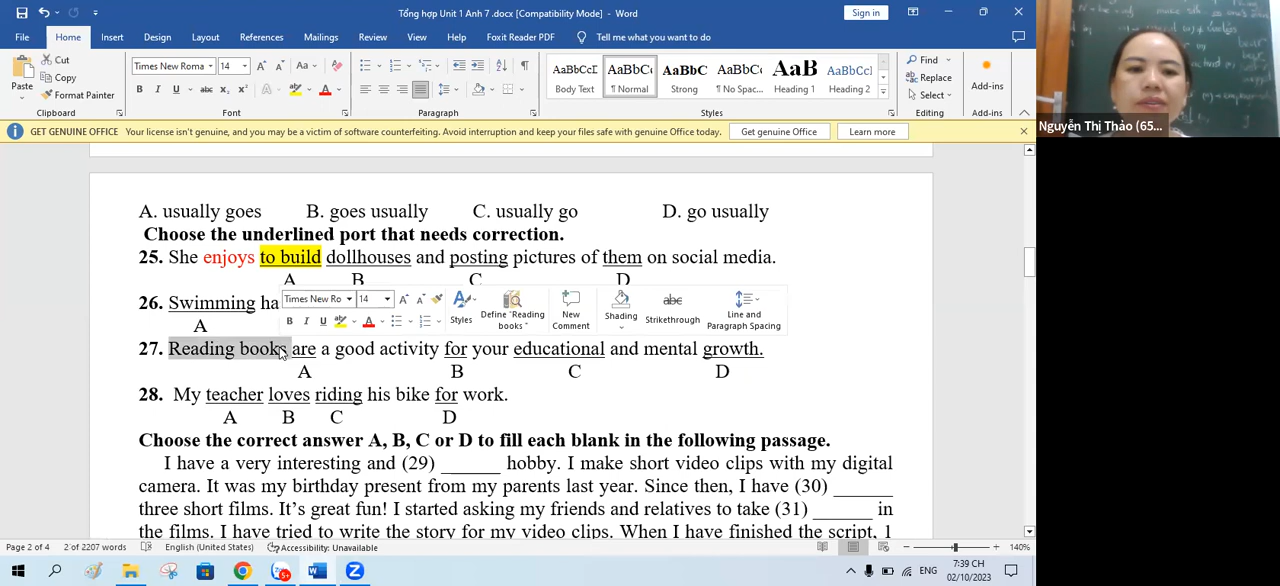 Tổng hợp Unit 1 Anh 7 .docx [Compatibility Mode] - Word
Sign in
File Home Insert Design Layout References Mailings Review View Help Foxit Reader PDF Tell me what you want to do
Paste
Cut
Copy
Format Painter
Times New Roma 14
AaBbCcD Body Text
AaBbCc ¶ Normal
AaBbC Strong
AaBbCc ¶ No Spac...
AaB Heading 1
AaBbCc Heading 2
Find
Replace
Select
Add-ins
Clipboard Font Paragraph Styles Editing Add-ins
GET GENUINE OFFICE Your license isn't genuine, and you may be a victim of software counterfeiting. Avoid interruption and keep your files safe with genuine Office today. Get genuine Office Learn more
Nguyễn Thị Thảo (65...
A. usually goes B. goes usually C. usually go D. go usually
Choose the underlined port that needs correction.
25. She enjoys to build dollhouses and posting pictures of them on social media.
A B C D
26. Swimming ha
A
Times New Ro 14
Styles Define "Reading books " New Comment Shading Strikethrough Line and Paragraph Spacing
27. Reading books are a good activity for your educational and mental growth.
A B C D
28. My teacher loves riding his bike for work.
A B C D
Choose the correct answer A, B, C or D to fill each blank in the following passage.
I have a very interesting and (29) ______ hobby. I make short video clips with my digital
camera. It was my birthday present from my parents last year. Since then, I have (30) ______
three short films. It's great fun! I started asking my friends and relatives to take (31) ______ in
the films. I have tried to write the story for my video clips. When I have finished the script, I
Page 2 of 4 2 of 2207 words English (United States) Accessibility: Unavailable 140%
ENG 7:39 CH
02/10/2023